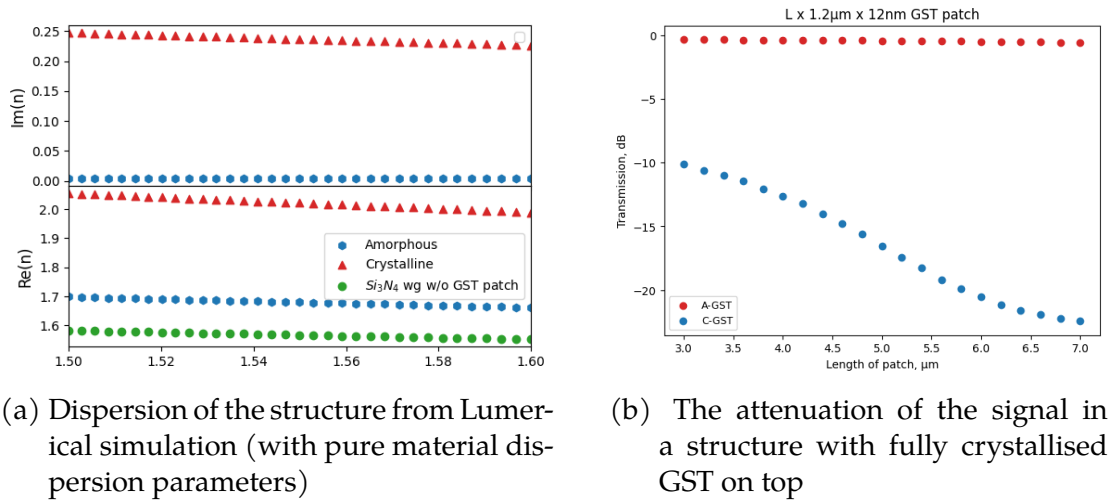 0.25
0.20
0.15
0.10
0.05
0.00
Im(n)
2.0
1.9
1.8
1.7
1.6
Re(n)
Amorphous
Crystalline
Si3N4 wg w/o GST patch
1.50
1.52
1.54
1.56
1.58
1.60
(a) Dispersion of the structure from Lumer-
ical simulation (with pure material dis-
persion parameters)
L x 1.2μm x 12nm GST patch
0
−5
−10
−15
−20
Transmission, dB
A-GST
C-GST
3.0
3.5
4.0
4.5
5.0
5.5
6.0
6.5
7.0
Length of patch, μm
(b) The attenuation of the signal in
a structure with fully crystallised
GST on top